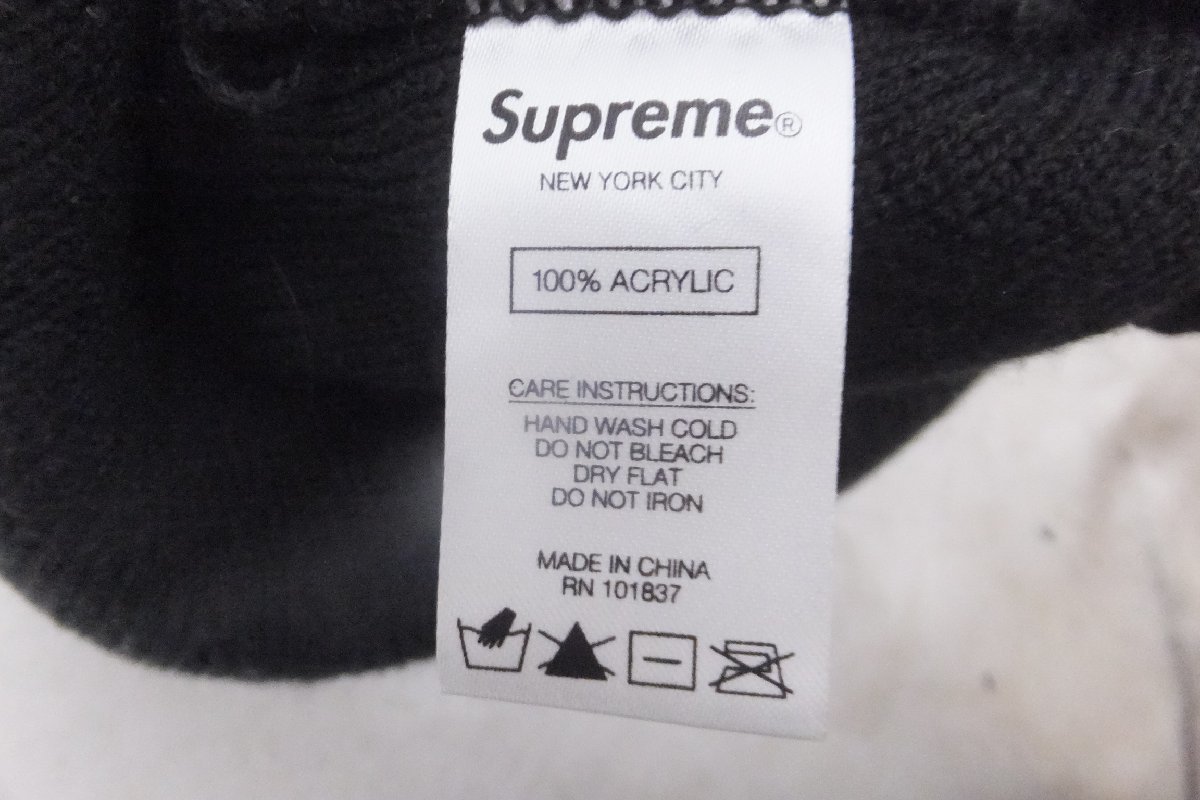 Supreme®
NEW YORK CITY
100% ACRYLIC
CARE INSTRUCTIONS:
HAND WASH COLD
DO NOT BLEACH
DRY FLAT
DO NOT IRON
MADE IN CHINA
RN 101837